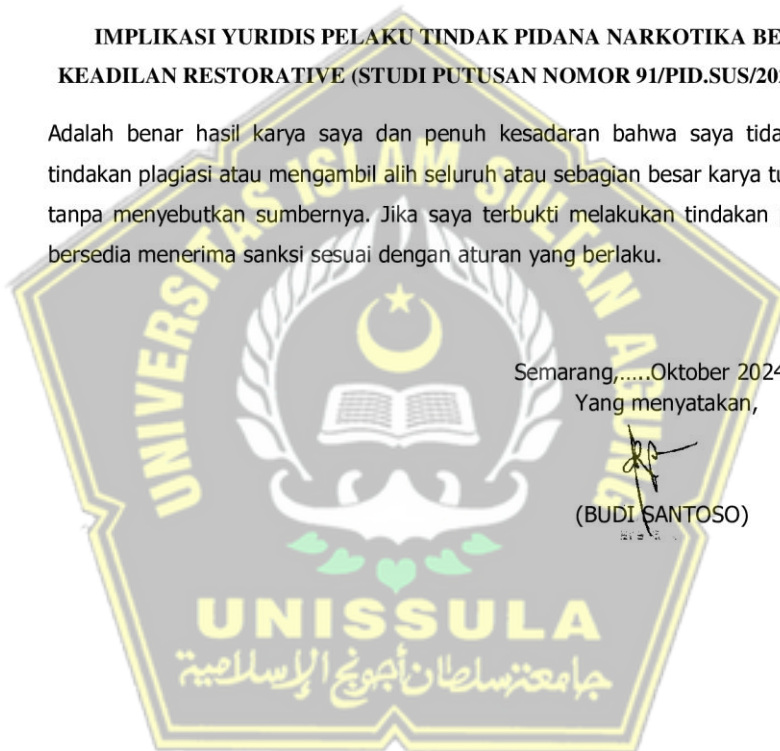 IMPLIKASI YURIDIS PELAKU TINDAK PIDANA NARKOTIKA BE
KEADILAN RESTORATIVE (STUDI PUTUSAN NOMOR 91/PID.SUS/20
Adalah benar hasil karya saya dan penuh kesadaran bahwa saya tida
tindakan plagiasi atau mengambil alih seluruh atau sebagian besar karya tu
tanpa menyebutkan sumbernya. Jika saya terbukti melakukan tindakan
bersedia menerima sanksi sesuai dengan aturan yang berlaku.
UNIVERSITAS ISLAM SULTAN AGUNG
Semarang,.....Oktober 2024
Yang menyatakan,
(BUDI SANTOSO)
UNISSULA
جامعة سلطان أجونج الإسلامية